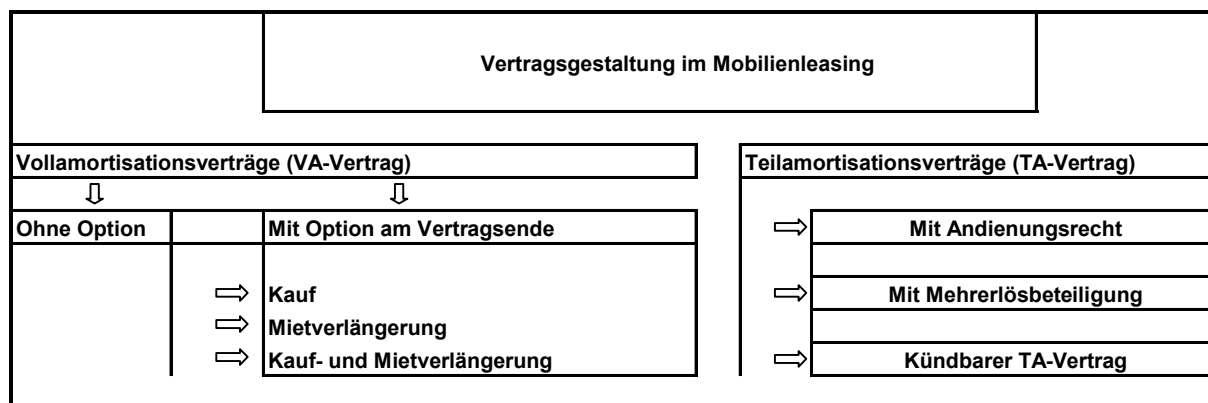 Vertragsgestaltung im Mobilienleasing
Vollamortisationsverträge (VA-Vertrag)
Teilamortisationsverträge (TA-Vertrag)
Ohne Option
Mit Option am Vertragsende
Mit Andienungsrecht
Kauf
Mit Mehrerlösbeteiligung
Mietverlängerung
Kauf- und Mietverlängerung
Kündbarer TA-Vertrag